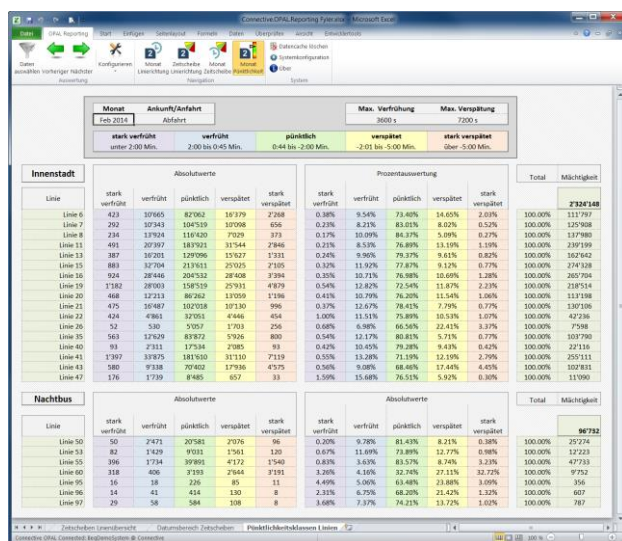 Connective.OPAL.Reporting Fyler.xlsx - Microsoft Excel
Datei OPAL Reporting Start Einfügen Seitenlayout Formeln Daten Überprüfen Ansicht Entwicklertools
Daten auswählen Vorheriger Nächster Konfigurieren Monat Linienrichtung Zeitscheibe Linienrichtung Monat Zeitscheibe Monat Pünktlichkeit
Datencache löschen
Systemkonfiguration
Über
Auswertung Navigation System
Monat Ankunft/Anfahrt Max. Verfrühung Max. Verspätung
Feb 2014 Abfahrt 3600 s 7200 s
stark verfrüht verfrüht pünktlich verspätet stark verspätet
unter 2:00 Min. 2:00 bis 0:45 Min. 0:44 bis -2:00 Min. -2:01 bis -5:00 Min. über -5:00 Min.
Innenstadt Absolutwerte Prozentauswertung Total Mächtigkeit
Linie stark verfrüht verfrüht pünktlich verspätet stark verspätet stark verfrüht verfrüht pünktlich verspätet stark verspätet 2'324'148
Linie 6 423 10'665 82'062 16'379 2'268 0.38% 9.54% 73.40% 14.65% 2.03% 100.00% 111'797
Linie 7 292 10'343 104'519 10'098 656 0.23% 8.21% 83.01% 8.02% 0.52% 100.00% 125'908
Linie 8 234 13'924 116'420 7'029 373 0.17% 10.09% 84.37% 5.09% 0.27% 100.00% 137'980
Linie 11 491 20'397 183'921 31'544 2'846 0.21% 8.53% 76.89% 13.19% 1.19% 100.00% 239'199
Linie 13 387 16'201 129'096 15'627 1'331 0.24% 9.96% 79.37% 9.61% 0.82% 100.00% 162'642
Linie 15 883 32'704 213'611 25'025 2'105 0.32% 11.92% 77.87% 9.12% 0.77% 100.00% 274'328
Linie 16 924 28'446 204'532 28'408 3'394 0.35% 10.71% 76.98% 10.69% 1.28% 100.00% 265'704
Linie 19 1'182 28'003 158'519 25'931 4'879 0.54% 12.82% 72.54% 11.87% 2.23% 100.00% 218'514
Linie 20 468 12'213 86'262 13'059 1'196 0.41% 10.79% 76.20% 11.54% 1.06% 100.00% 113'198
Linie 21 475 16'487 102'018 10'130 996 0.37% 12.67% 78.41% 7.79% 0.77% 100.00% 130'106
Linie 22 424 4'861 32'051 4'446 454 1.00% 11.51% 75.89% 10.53% 1.07% 100.00% 42'236
Linie 26 52 530 5'057 1'703 256 0.68% 6.98% 66.56% 22.41% 3.37% 100.00% 7'598
Linie 35 563 12'629 83'872 5'926 800 0.54% 12.17% 80.81% 5.71% 0.77% 100.00% 103'790
Linie 40 93 2'311 17'534 2'085 93 0.42% 10.45% 79.28% 9.43% 0.42% 100.00% 22'116
Linie 41 1'397 33'875 181'610 31'110 7'119 0.55% 13.28% 71.19% 12.19% 2.79% 100.00% 255'111
Linie 43 580 9'338 70'402 17'936 4'575 0.56% 9.08% 68.46% 17.44% 4.45% 100.00% 102'831
Linie 47 176 1'739 8'485 657 33 1.59% 15.68% 76.51% 5.92% 0.30% 100.00% 11'090
Nachtbus Absolutwerte Absolutwerte Total Mächtigkeit
Linie stark verfrüht verfrüht pünktlich verspätet stark verspätet stark verfrüht verfrüht pünktlich verspätet stark verspätet 96'732
Linie 50 50 2'471 20'581 2'076 96 0.20% 9.78% 81.43% 8.21% 0.38% 100.00% 25'274
Linie 53 82 1'429 9'031 1'561 120 0.67% 11.69% 73.89% 12.77% 0.98% 100.00% 12'223
Linie 55 396 1'734 39'891 4'172 1'540 0.83% 3.63% 83.57% 8.74% 3.23% 100.00% 47'733
Linie 60 318 406 3'193 2'644 3'191 3.26% 4.16% 32.74% 27.11% 32.72% 100.00% 9'752
Linie 95 16 18 226 85 11 4.49% 5.06% 63.48% 23.88% 3.09% 100.00% 356
Linie 96 14 41 414 130 8 2.31% 6.75% 68.20% 21.42% 1.32% 100.00% 607
Linie 97 29 58 584 108 8 3.68% 7.37% 74.21% 13.72% 1.02% 100.00% 787
Zeitscheiben Linienübersicht Datumsbereich Zeitscheiben Pünktlichkeitsklassen Linien
Connective OPAL Connected: BeqDemoSystem @ Connective 100 %